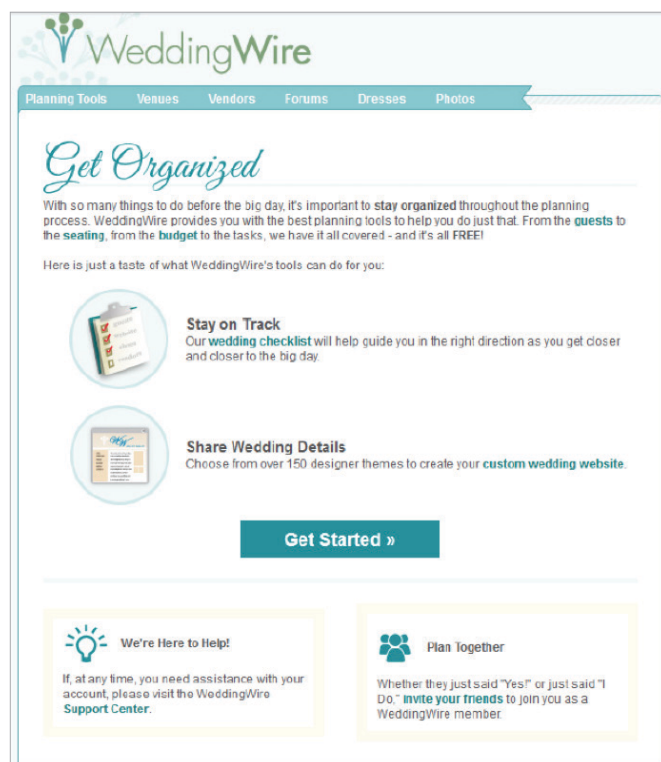 WeddingWire
Planning Tools Venues Vendors Forums Dresses Photos
Get Organized
With so many things to do before the big day, it's important to stay organized throughout the planning
process. WeddingWire provides you with the best planning tools to help you do just that. From the guests to
the seating, from the budget to the tasks, we have it all covered - and it's all FREE!
Here is just a taste of what WeddingWire's tools can do for you:
Stay on Track
Our wedding checklist will help guide you in the right direction as you get closer
and closer to the big day.
Share Wedding Details
Choose from over 150 designer themes to create your custom wedding website.
Get Started »
We're Here to Help!
If, at any time, you need assistance with your
account, please visit the WeddingWire
Support Center.
Plan Together
Whether they just said "Yes!" or just said "I
Do," invite your friends to join you as a
WeddingWire member.